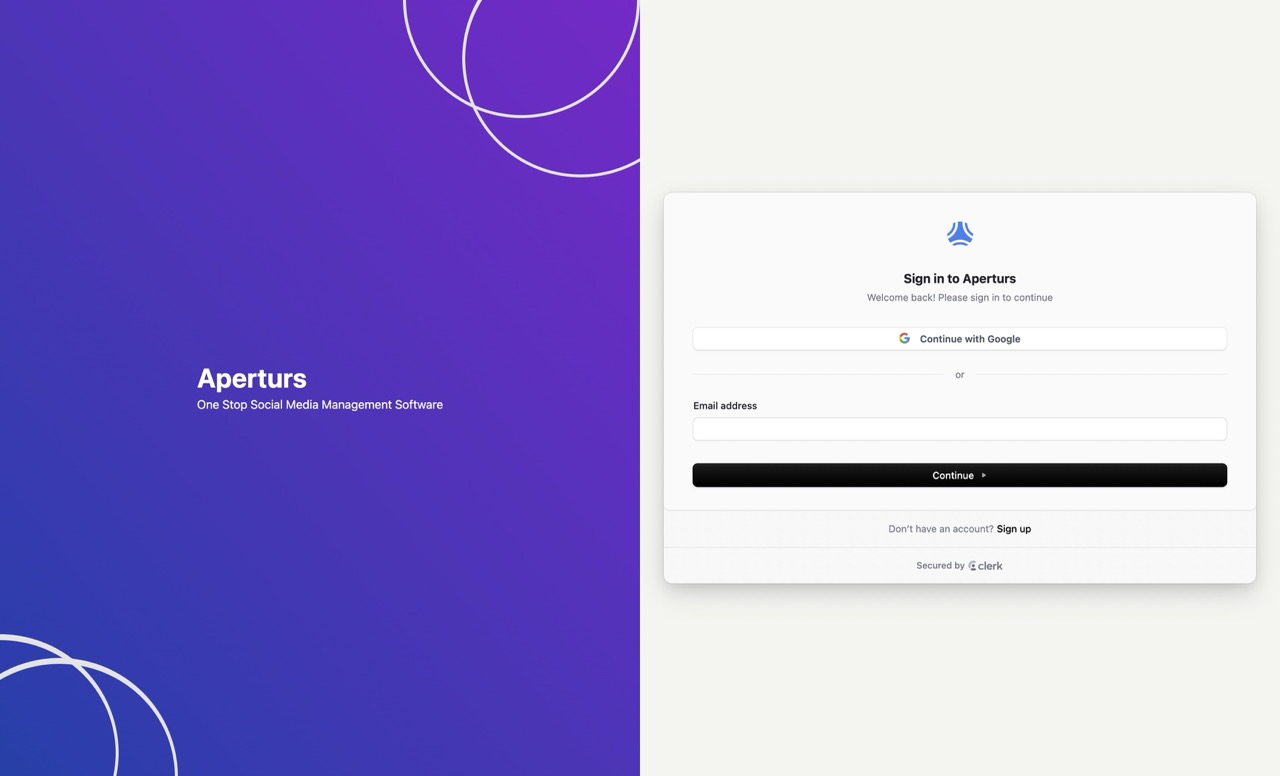 Aperturs
One Stop Social Media Management Software
Sign in to Aperturs
Welcome back! Please sign in to continue
Continue with Google
or
Email address
Continue
Don't have an account? Sign up
Secured by clerk